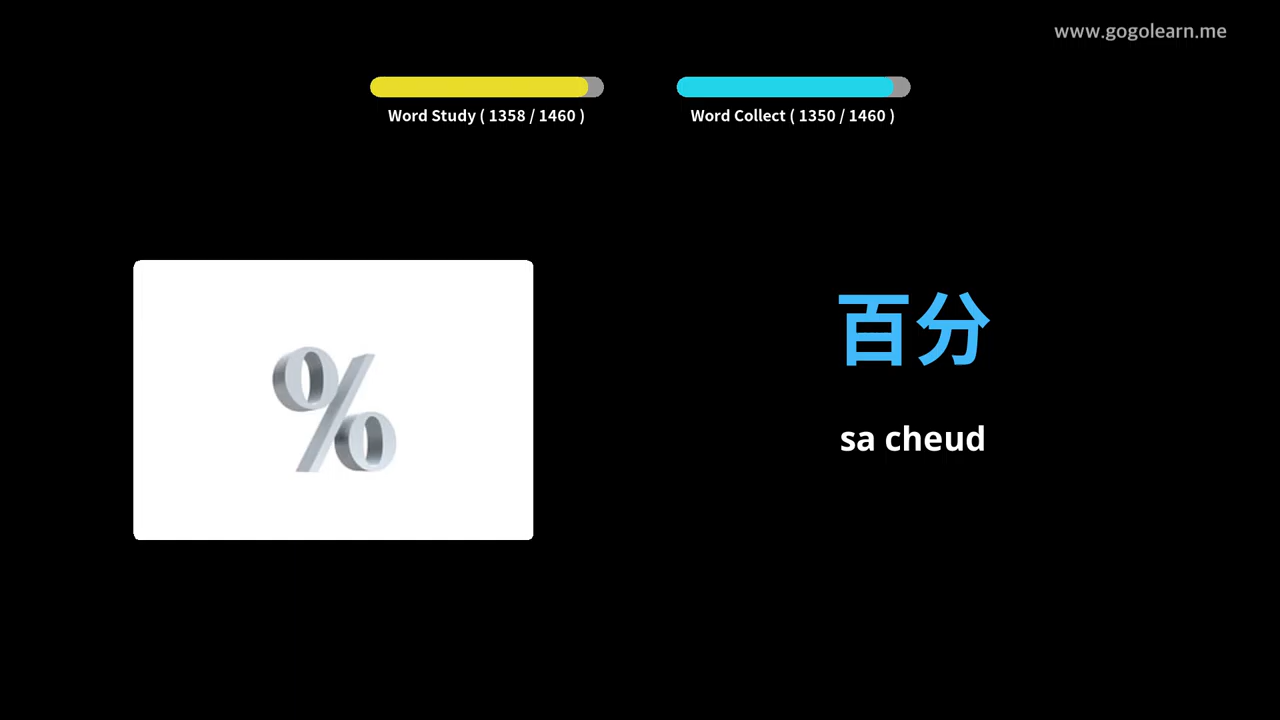 www.gogolearn.me
Word Study ( 1358 / 1460 )
Word Collect ( 1350 / 1460 )
%
百分
sa cheud